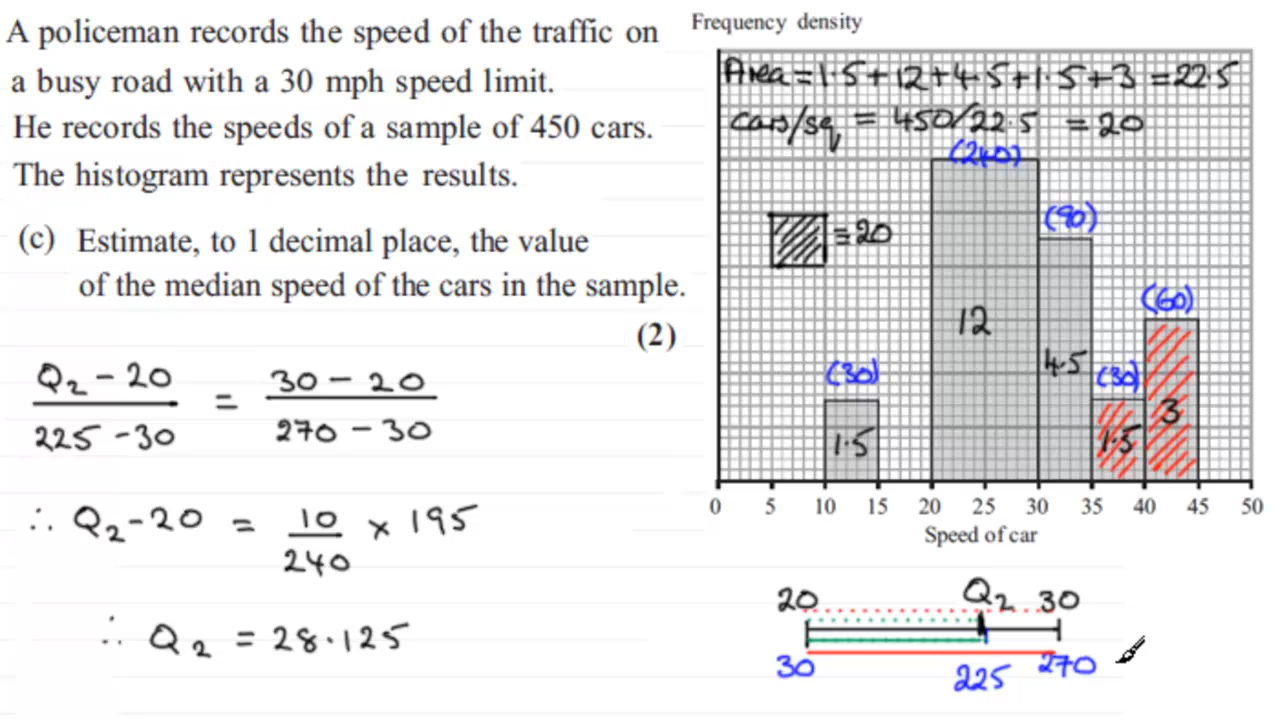 A policeman records the speed of the traffic on
a busy road with a 30 mph speed limit.
He records the speeds of a sample of 450 cars.
The histogram represents the results.
(c) Estimate, to 1 decimal place, the value
of the median speed of the cars in the sample.
(2)
Q₂ - 20 / 225 - 30 = 30 - 20 / 270 - 30
∴ Q₂ - 20 = 10/240 × 195
∴ Q₂ = 28.125
Frequency density
Area = 1.5 + 12 + 4.5 + 1.5 + 3 = 22.5
cars/sq = 450/22.5 = 20
(240)
(90)
= 20
(60)
12
4.5
(30)
(30)
1.5
1.5
3
0 5 10 15 20 25 30 35 40 45 50
Speed of car
20 Q₂ 30
30 225 270